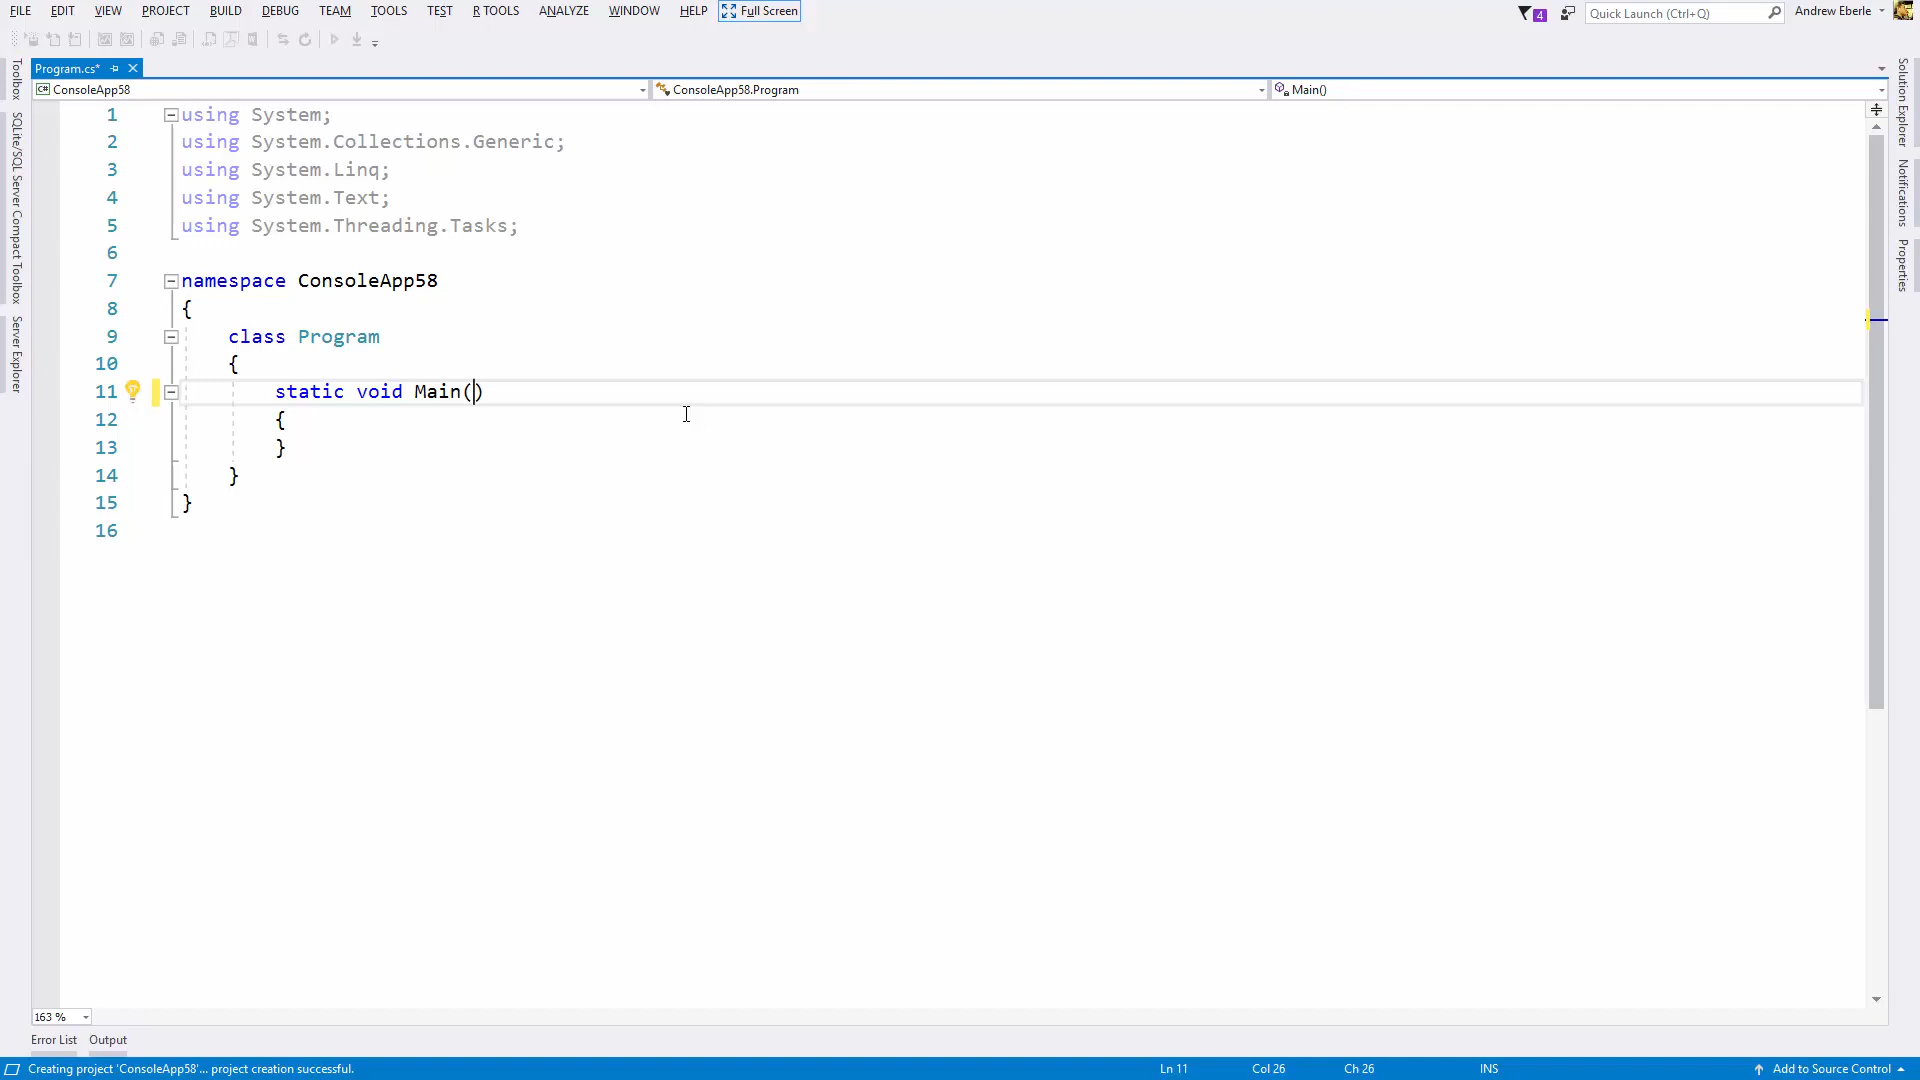 FILE EDIT VIEW PROJECT BUILD DEBUG TEAM TOOLS TEST R TOOLS ANALYZE WINDOW HELP Full Screen 4 Quick Launch (Ctrl+Q) Andrew Eberle
Program.cs*
ConsoleApp58 ConsoleApp58.Program Main()
Toolbox
SQLite/SQL Server Compact Toolbox
Server Explorer
1 using System;
2 using System.Collections.Generic;
3 using System.Linq;
4 using System.Text;
5 using System.Threading.Tasks;
6
7 namespace ConsoleApp58
8 {
9 class Program
10 {
11 static void Main()
12 {
13 }
14 }
15 }
16
Solution Explorer
Notifications
Properties
163 %
Error List Output
Creating project 'ConsoleApp58'... project creation successful. Ln 11 Col 26 Ch 26 INS Add to Source Control